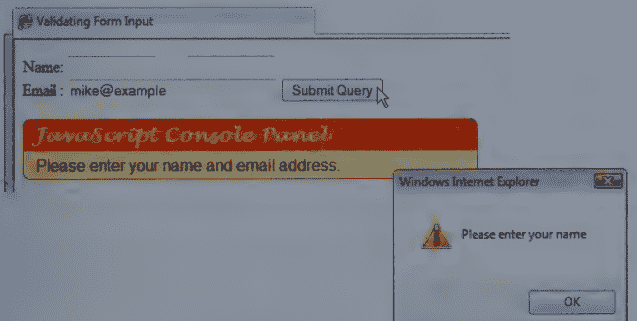 Validating Form Input
Name:
Email : mike@example
Submit Query
JavaScript Console Panel
Please enter your name and email address.
Windows Internet Explorer
Please enter your name
OK